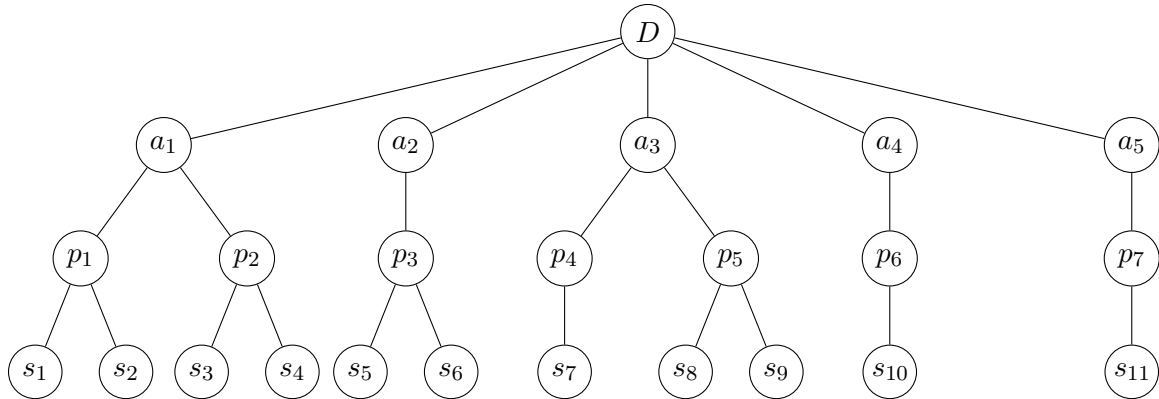 D
a₁ a₂ a₃ a₄ a₅
p₁ p₂ p₃ p₄ p₅ p₆ p₇
s₁ s₂ s₃ s₄ s₅ s₆ s₇ s₈ s₉ s₁₀ s₁₁